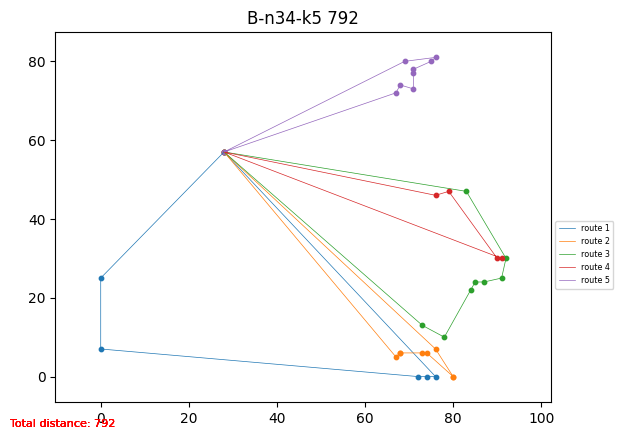 B-n34-k5 792
80
60
40
20
0
0 20 40 60 80 100
route 1
route 2
route 3
route 4
route 5
Total distance: 792